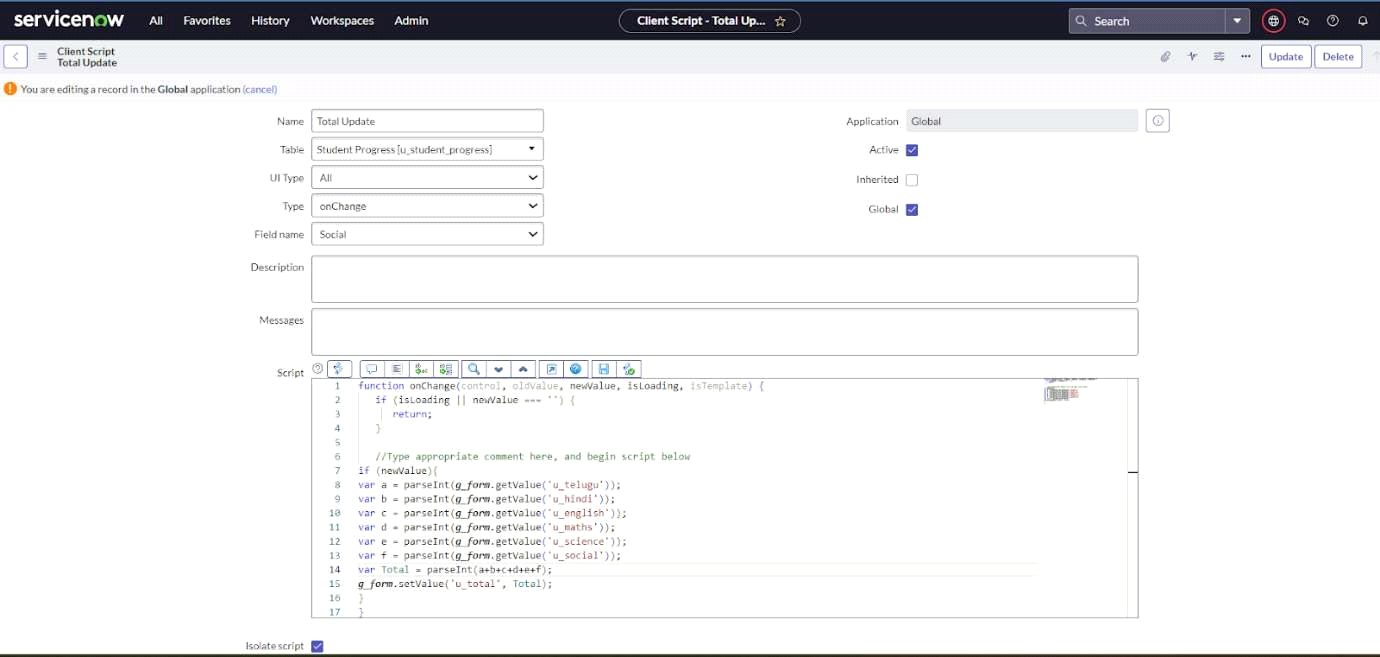 servicenow All Favorites History Workspaces Admin Client Script - Total Up... Search
Client Script
Total Update
Update Delete
You are editing a record in the Global application (cancel)
Name Total Update
Application Global
Table Student Progress [u_student_progress]
Active
UI Type All
Inherited
Type onChange
Global
Field name Social
Description
Messages
Script
1 function onChange(control, oldValue, newValue, isLoading, isTemplate) {
2 if (isLoading || newValue === '') {
3 return;
4 }
5
6 //Type appropriate comment here, and begin script below
7 if (newValue){
8 var a = parseInt(g_form.getValue('u_telugu'));
9 var b = parseInt(g_form.getValue('u_hindi'));
10 var c = parseInt(g_form.getValue('u_english'));
11 var d = parseInt(g_form.getValue('u_maths'));
12 var e = parseInt(g_form.getValue('u_science'));
13 var f = parseInt(g_form.getValue('u_social'));
14 var Total = parseInt(a+b+c+d+e+f);
15 g_form.setValue('u_total', Total);
16 }
17 }
Isolate script